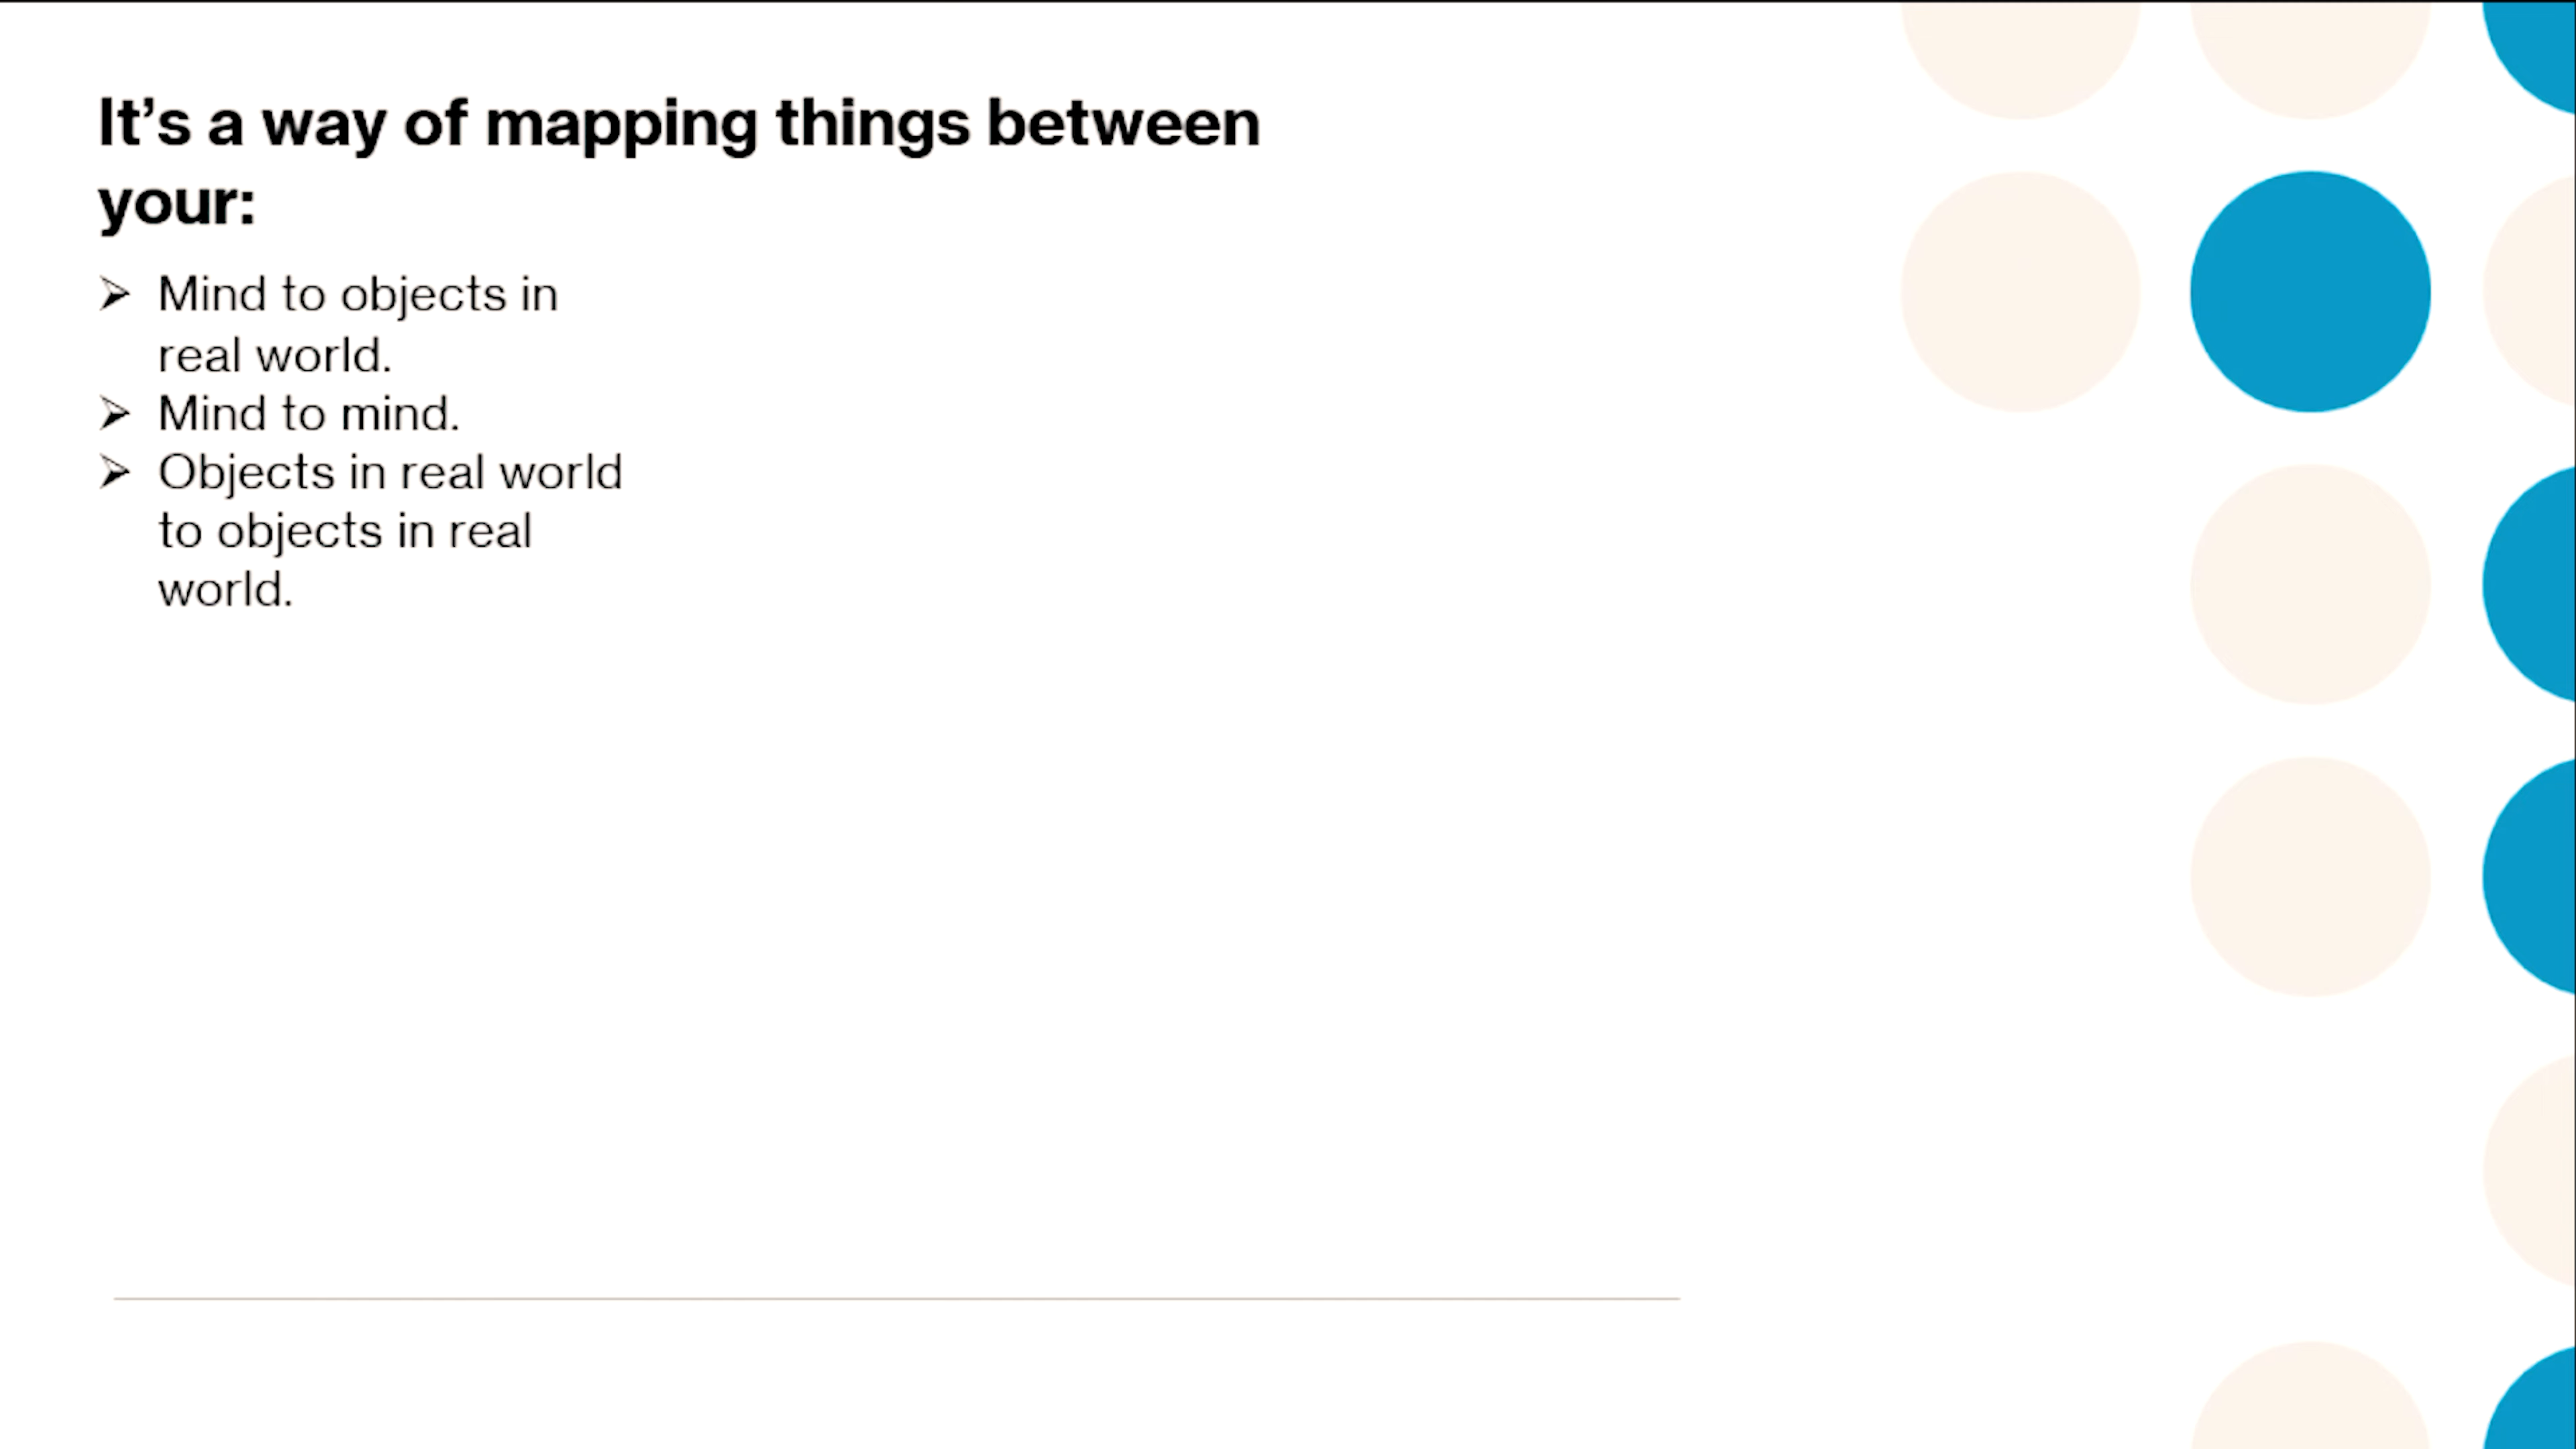 It’s a way of mapping things between
your:
➢ Mind to objects in
real world.
➢ Mind to mind.
➢ Objects in real world
to objects in real
world.